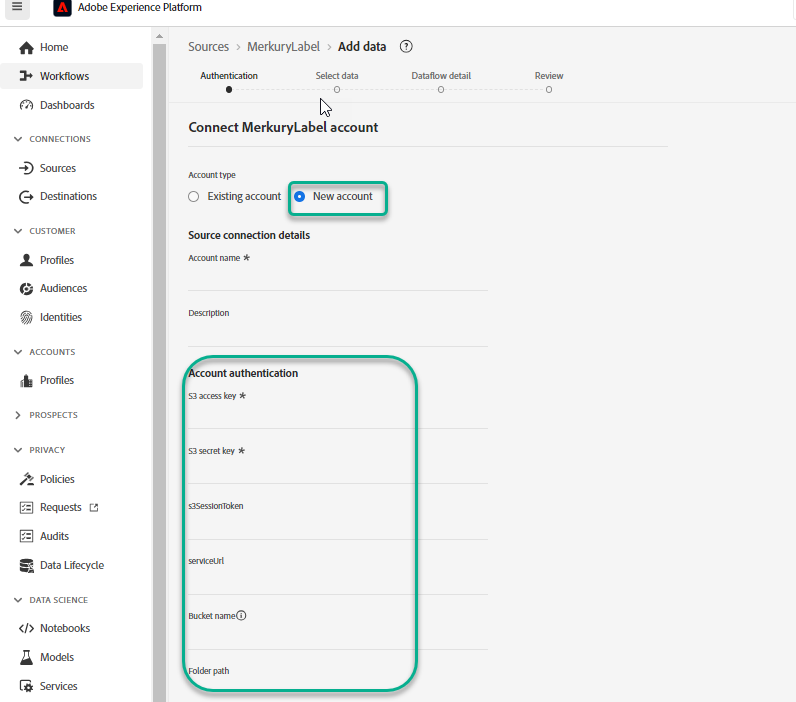 Adobe Experience Platform
Home
Workflows
Dashboards
CONNECTIONS
Sources
Destinations
CUSTOMER
Profiles
Audiences
Identities
ACCOUNTS
Profiles
PROSPECTS
PRIVACY
Policies
Requests
Audits
Data Lifecycle
DATA SCIENCE
Notebooks
Models
Services
Sources > MerkuryLabel > Add data ?
Authentication Select data Dataflow detail Review
Connect MerkuryLabel account
Account type
Existing account New account
Source connection details
Account name *
Description
Account authentication
S3 access key *
S3 secret key *
s3SessionToken
serviceUrl
Bucket name
Folder path